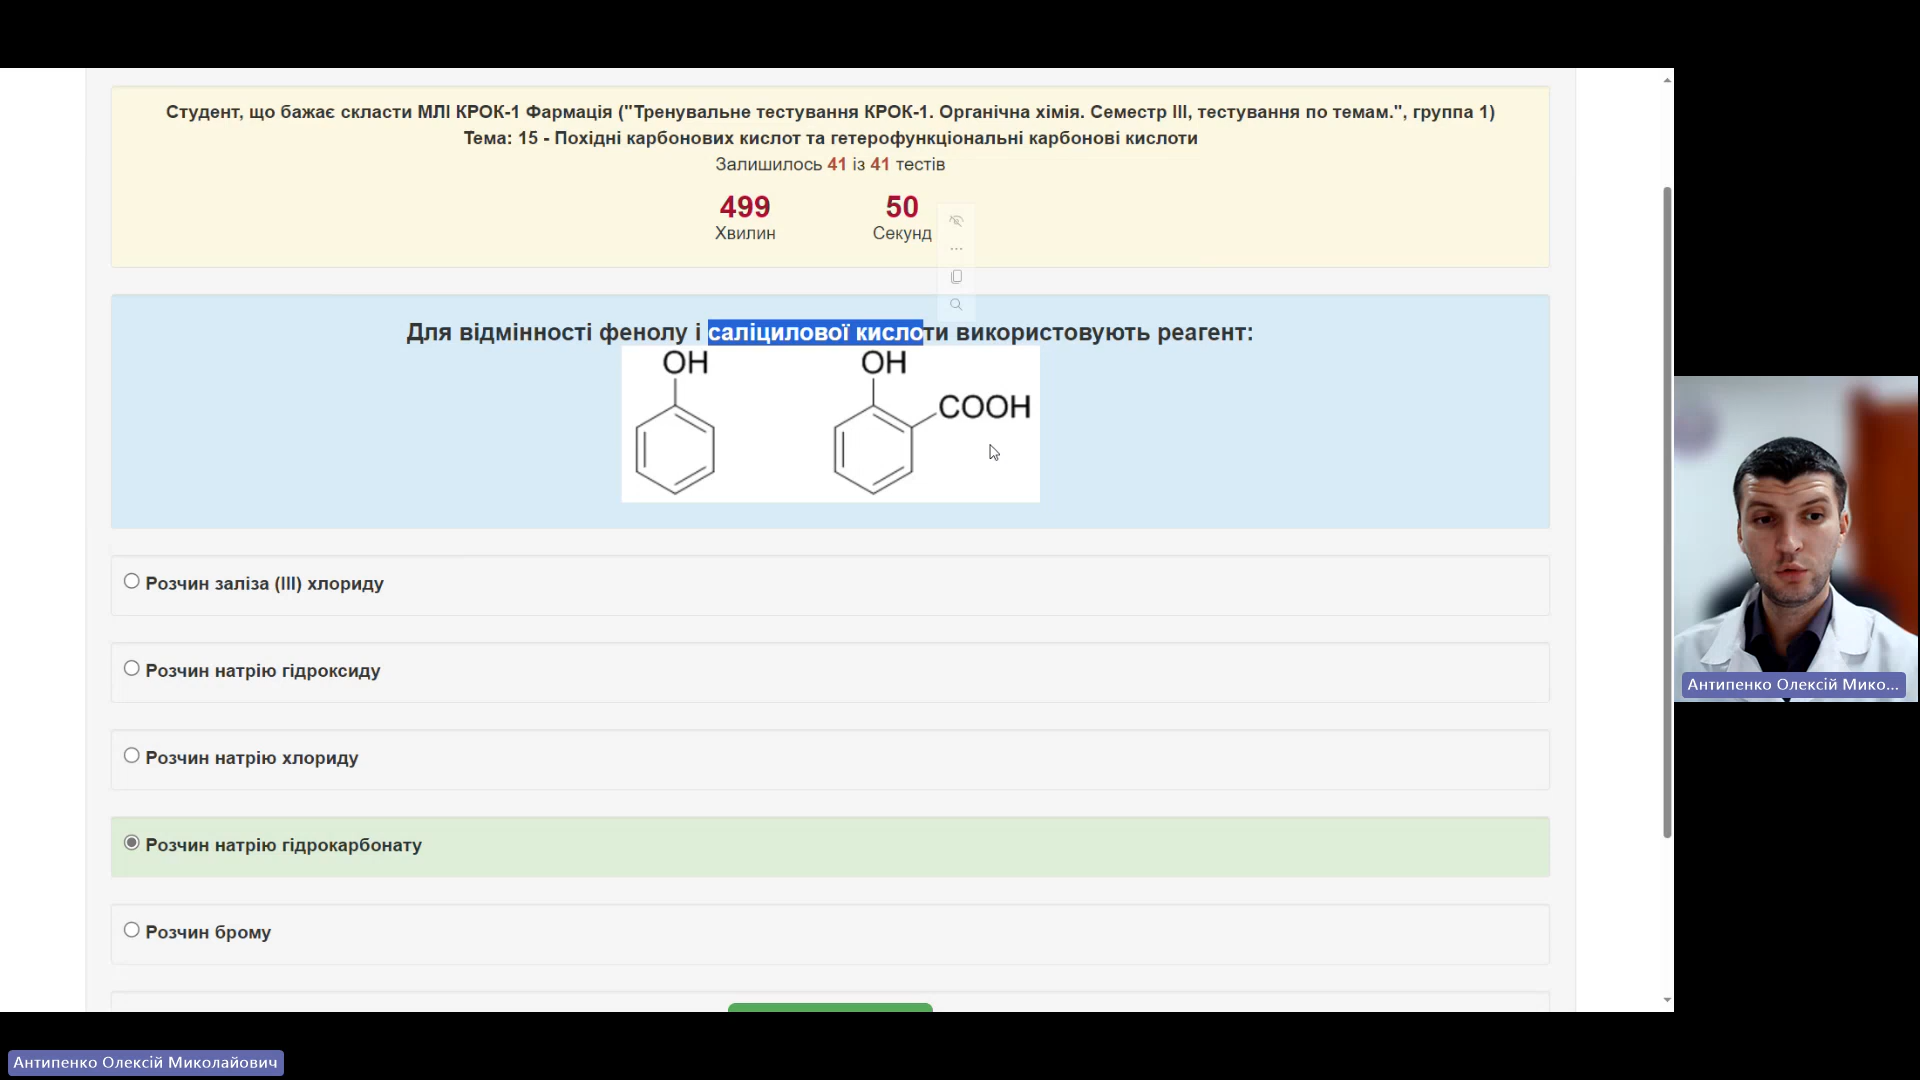 Студент, що бажає скласти МЛІ КРОК-1 Фармація ("Тренувальне тестування КРОК-1. Органічна хімія. Семестр III, тестування по темам.", группа 1)
Тема: 15 - Похідні карбонових кислот та гетерофункціональні карбонові кислоти
Залишилось 41 із 41 тестів
499 50
Хвилин Секунд
Для відмінності фенолу і саліцилової кислоти використовують реагент:
OH OH
COOH
Розчин заліза (III) хлориду
Розчин натрію гідроксиду
Розчин натрію хлориду
Розчин натрію гідрокарбонату
Розчин брому
Антипенко Олексій Мико...
Антипенко Олексій Миколайович